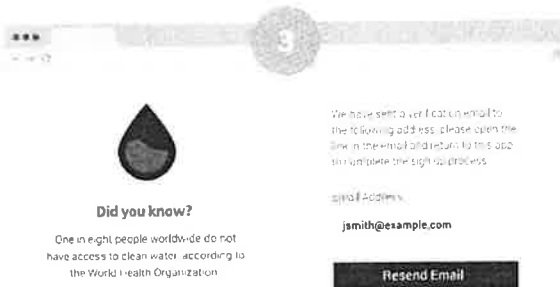 3
Did you know?
One in eight people worldwide do not
have access to clean water, according to
the World Health Organization
We have sent a verification email to
the following address, please open the
link in the email and return to this app
to complete the sign up process
Email Address
jsmith@example.com
Resend Email